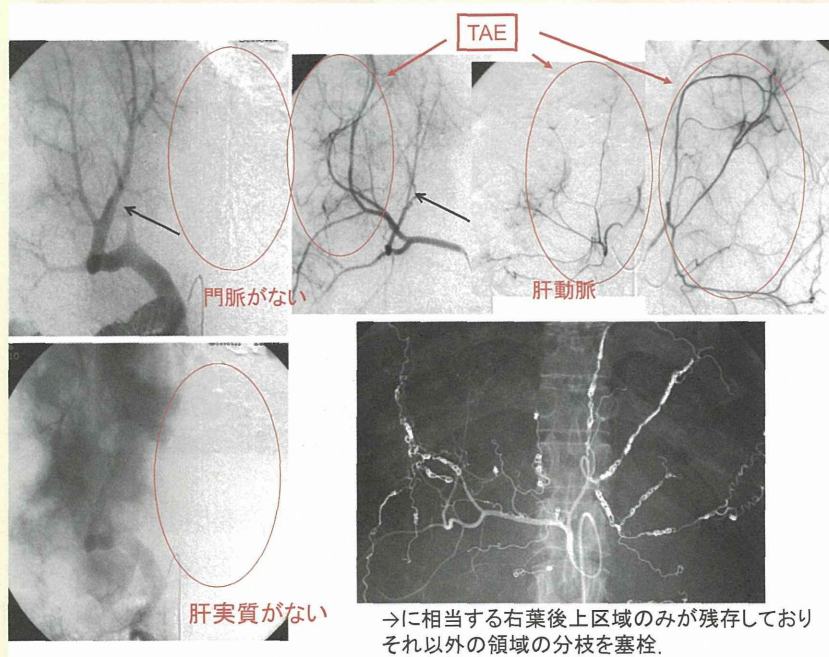 TAE
門脈がない
肝動脈
肝実質がない
→に相当する右葉後上区域のみが残存しており
それ以外の領域の分枝を塞栓.